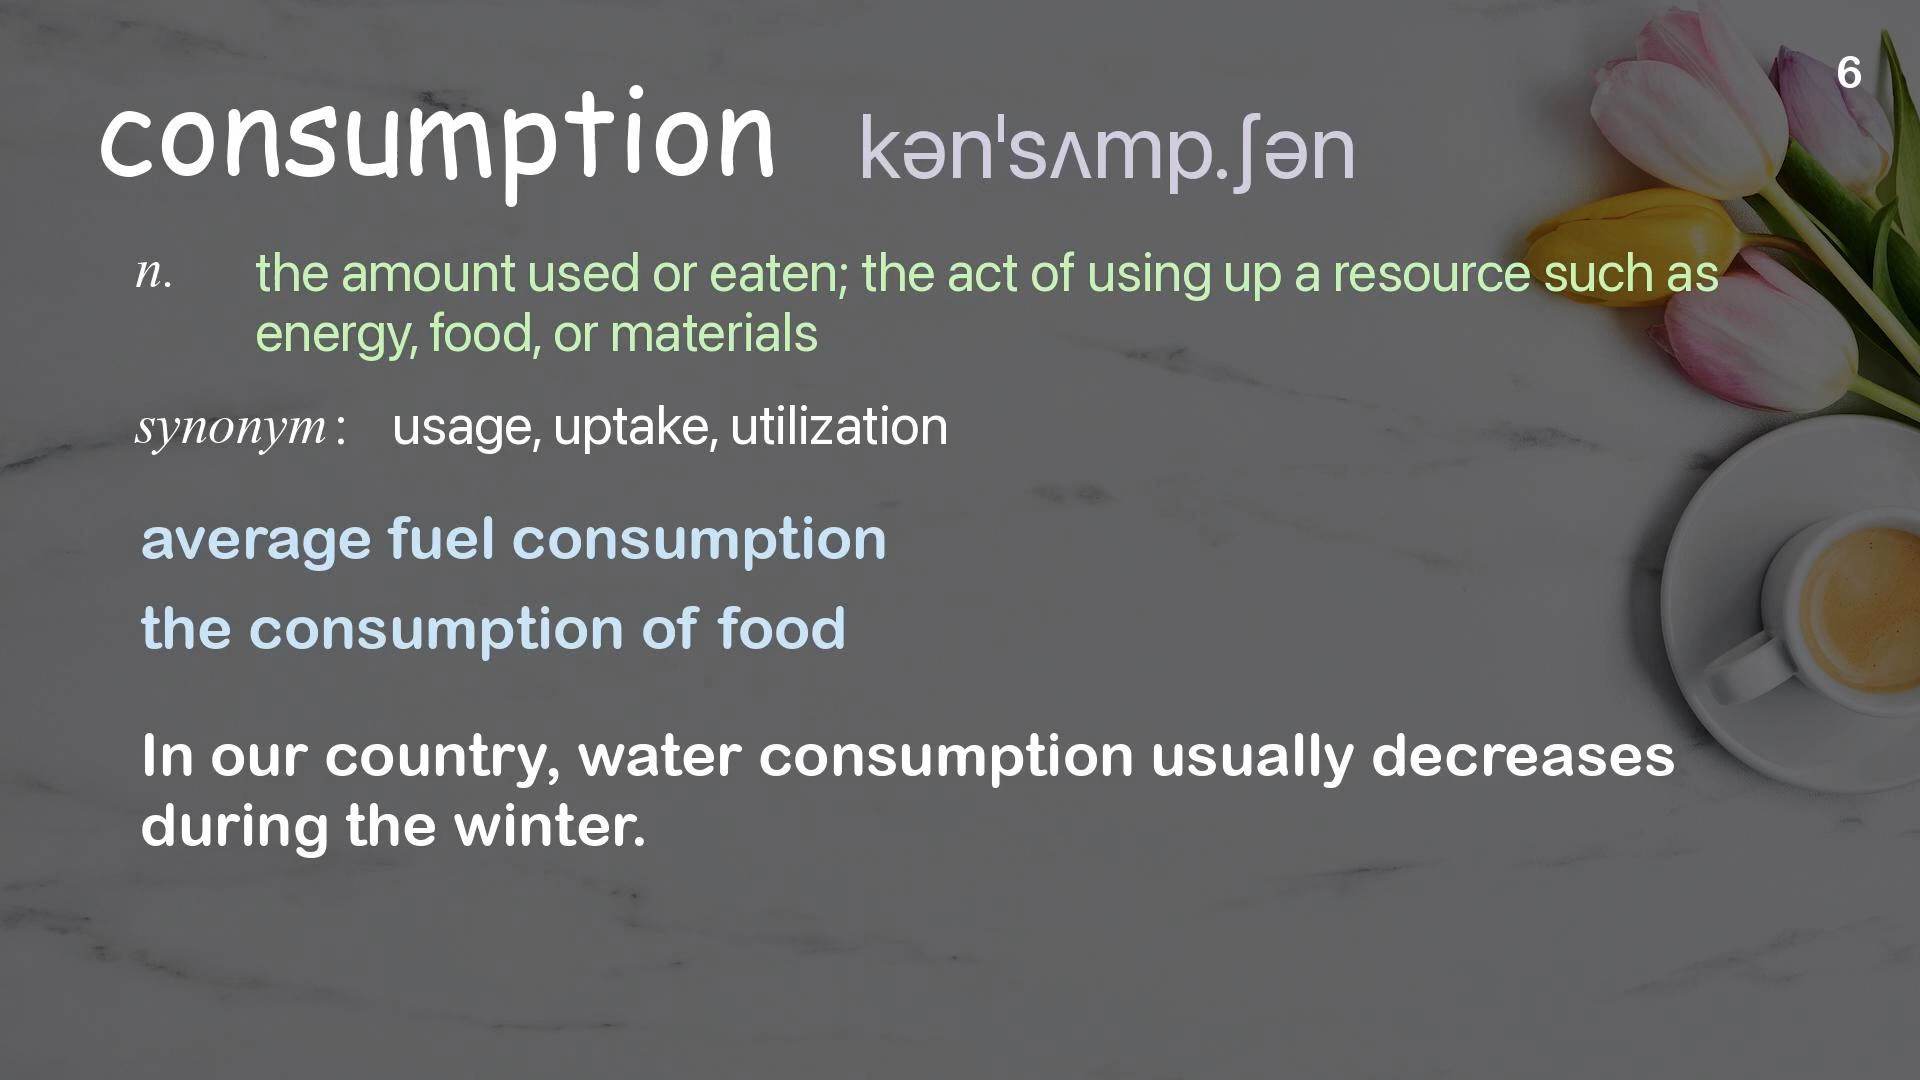 6
consumption kən'sʌmp.ʃən
n. the amount used or eaten; the act of using up a resource such as
energy, food, or materials
synonym: usage, uptake, utilization
average fuel consumption
the consumption of food
In our country, water consumption usually decreases
during the winter.